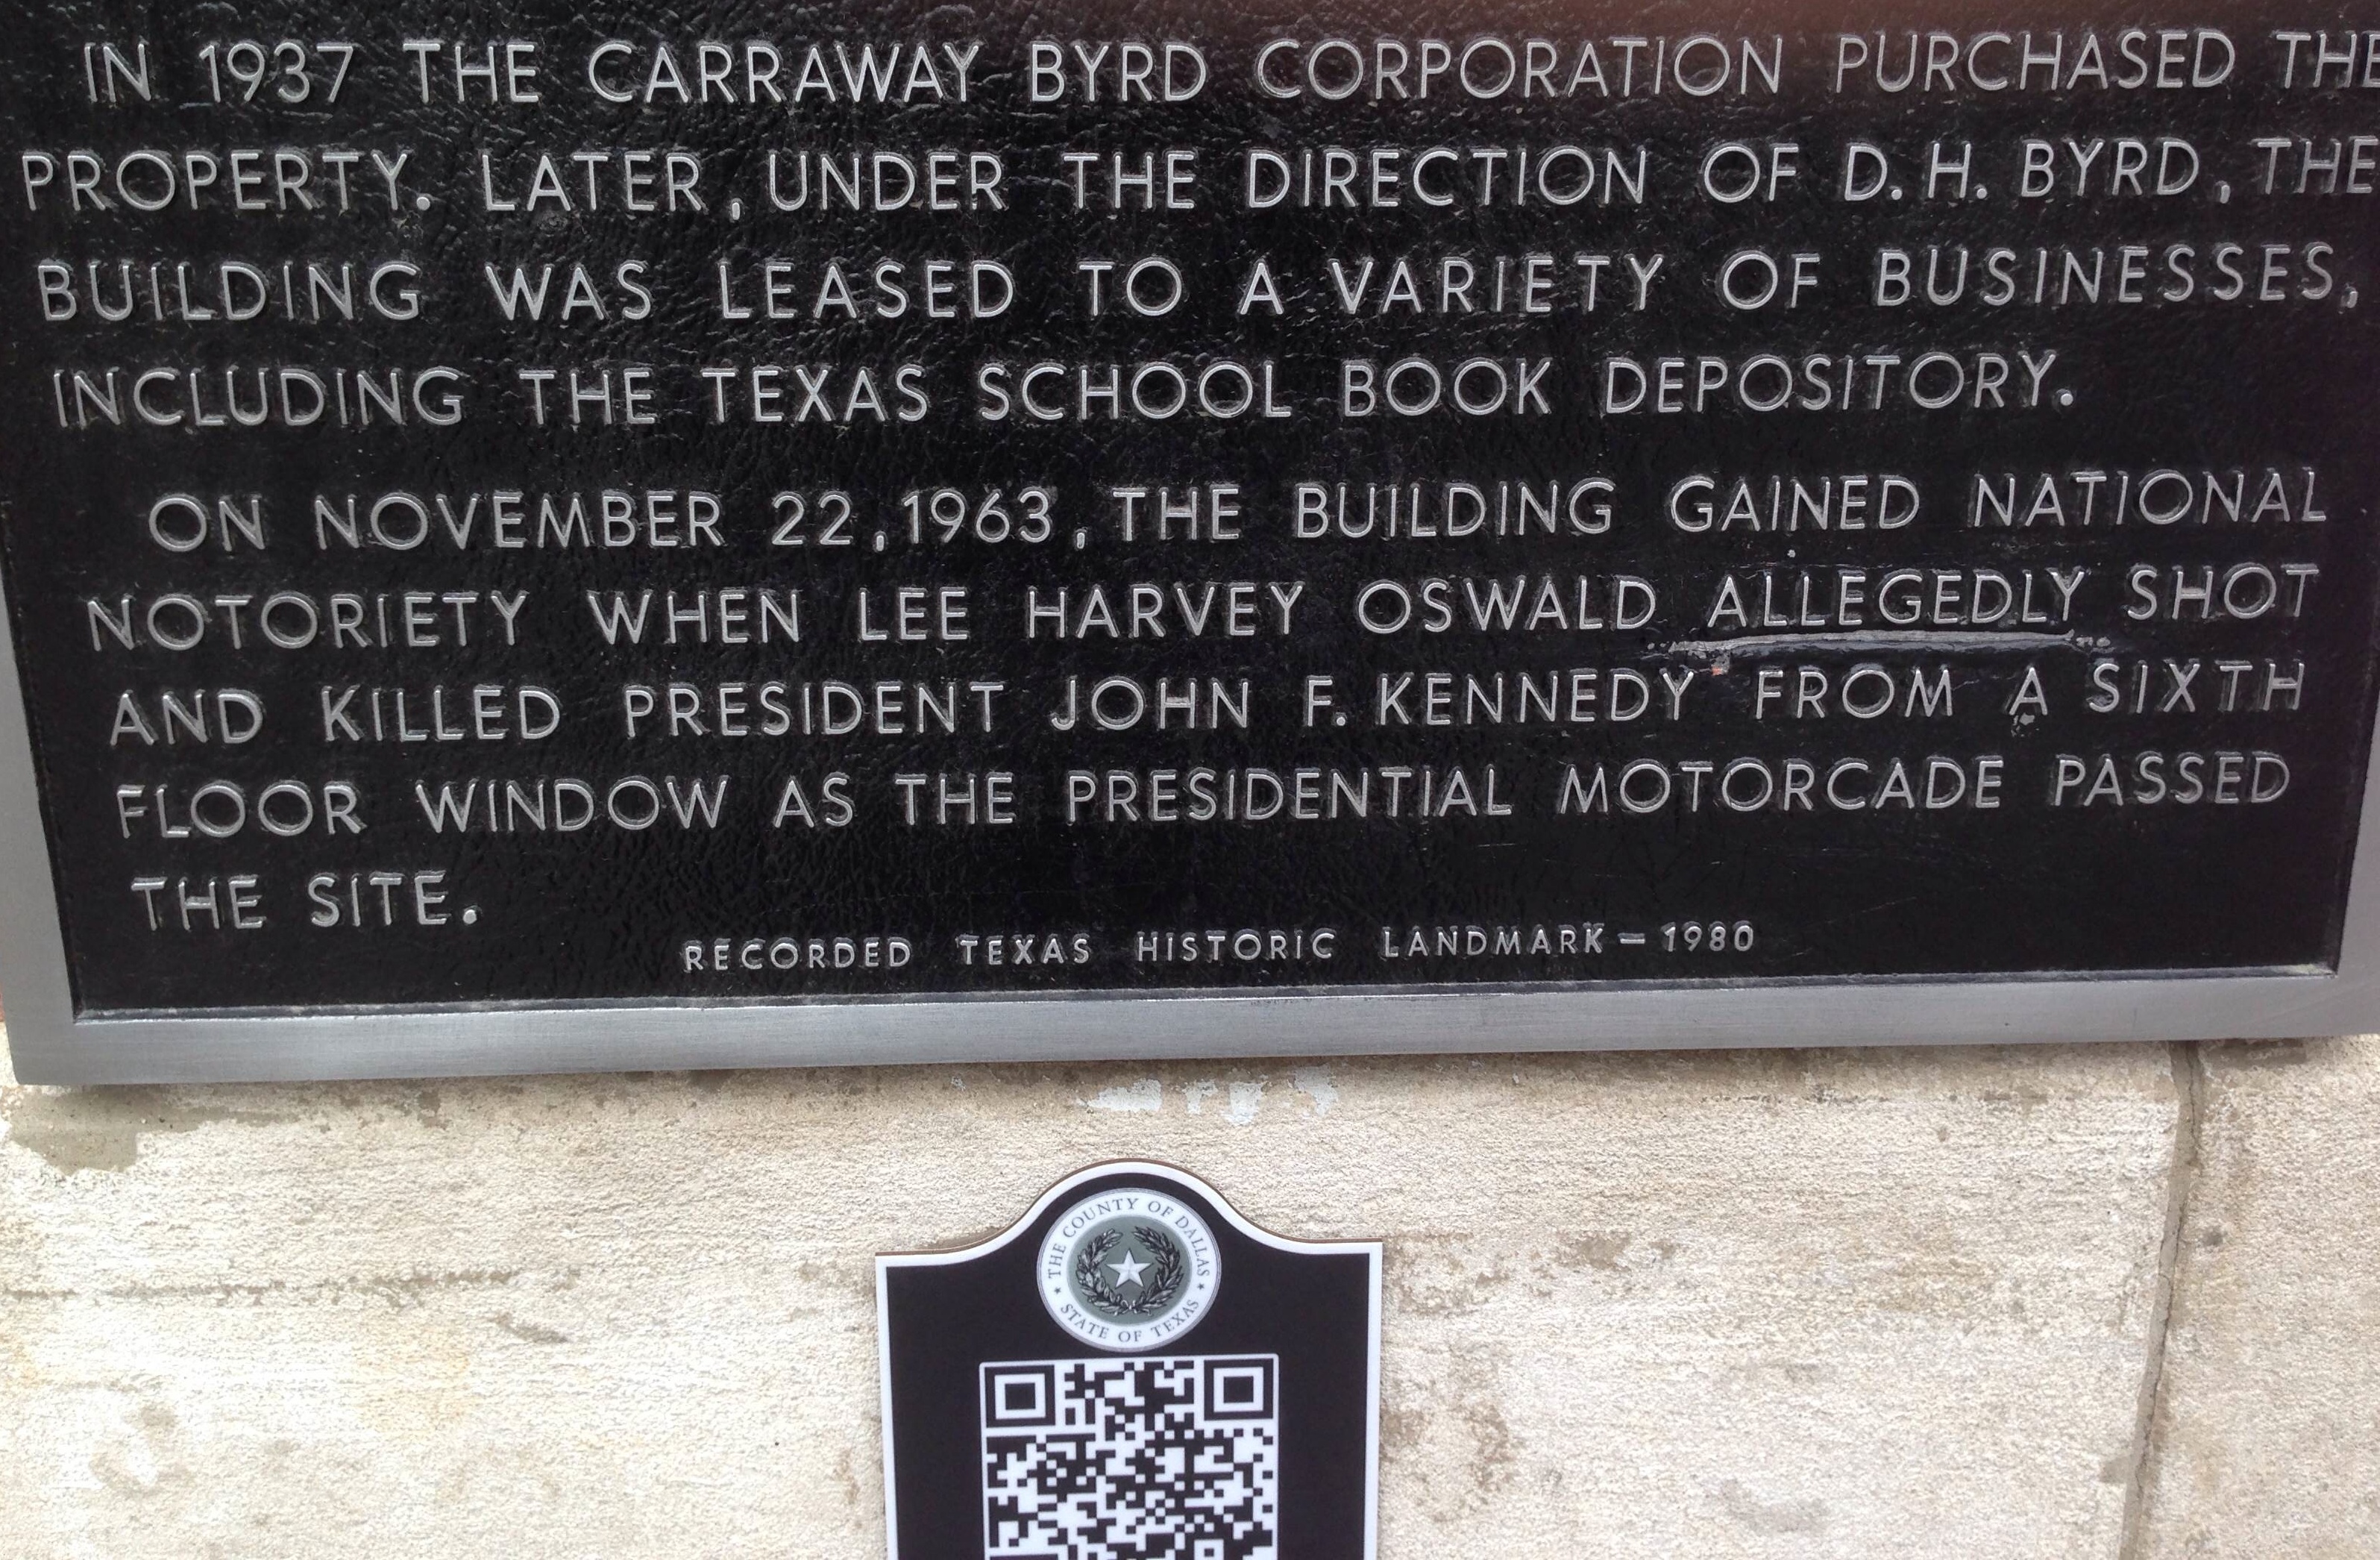 IN 1937 THE CARRAWAY BYRD CORPORATION PURCHASED THE
PROPERTY. LATER, UNDER THE DIRECTION OF D. H. BYRD, THE
BUILDING WAS LEASED TO A VARIETY OF BUSINESSES,
INCLUDING THE TEXAS SCHOOL BOOK DEPOSITORY.
ON NOVEMBER 22, 1963, THE BUILDING GAINED NATIONAL
NOTORIETY WHEN LEE HARVEY OSWALD ALLEGEDLY SHOT
AND KILLED PRESIDENT JOHN F. KENNEDY FROM A SIXTH
FLOOR WINDOW AS THE PRESIDENTIAL MOTORCADE PASSED
THE SITE.
RECORDED TEXAS HISTORIC LANDMARK — 1980
THE COUNTY OF DALLAS
STATE OF TEXAS